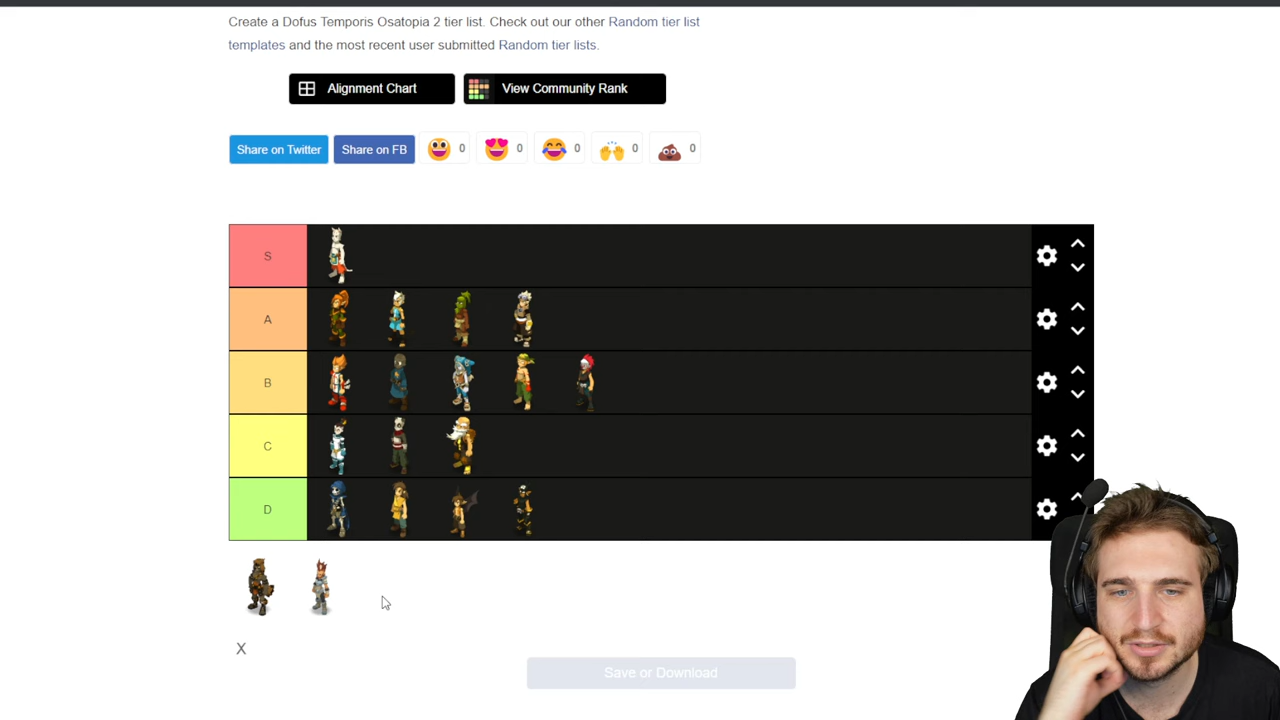 Create a Dofus Temporis Osatopia 2 tier list. Check out our other Random tier list
templates and the most recent user submitted Random tier lists.
Alignment Chart
View Community Rank
Share on Twitter
Share on FB
0
0
0
0
0
S
A
B
C
D
X
Save or Download